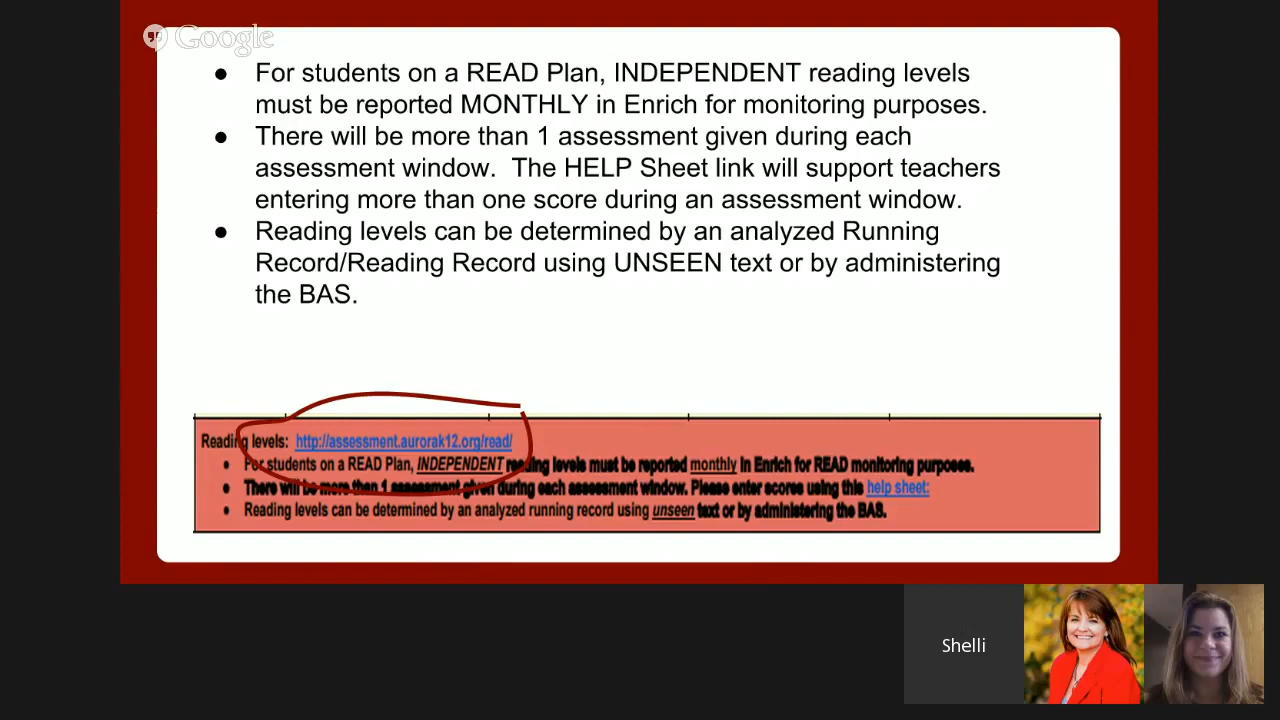 Google
● For students on a READ Plan, INDEPENDENT reading levels
must be reported MONTHLY in Enrich for monitoring purposes.
● There will be more than 1 assessment given during each
assessment window.  The HELP Sheet link will support teachers
entering more than one score during an assessment window.
● Reading levels can be determined by an analyzed Running
Record/Reading Record using UNSEEN text or by administering
the BAS.
Reading levels: http://assessment.aurorak12.org/read/
• For students on a READ Plan, INDEPENDENT reading levels must be reported monthly in Enrich for READ monitoring purposes.
• There will be more than 1 assessment given during each assessment window. Please enter scores using this help sheet:
• Reading levels can be determined by an analyzed running record using unseen text or by administering the BAS.
Shelli